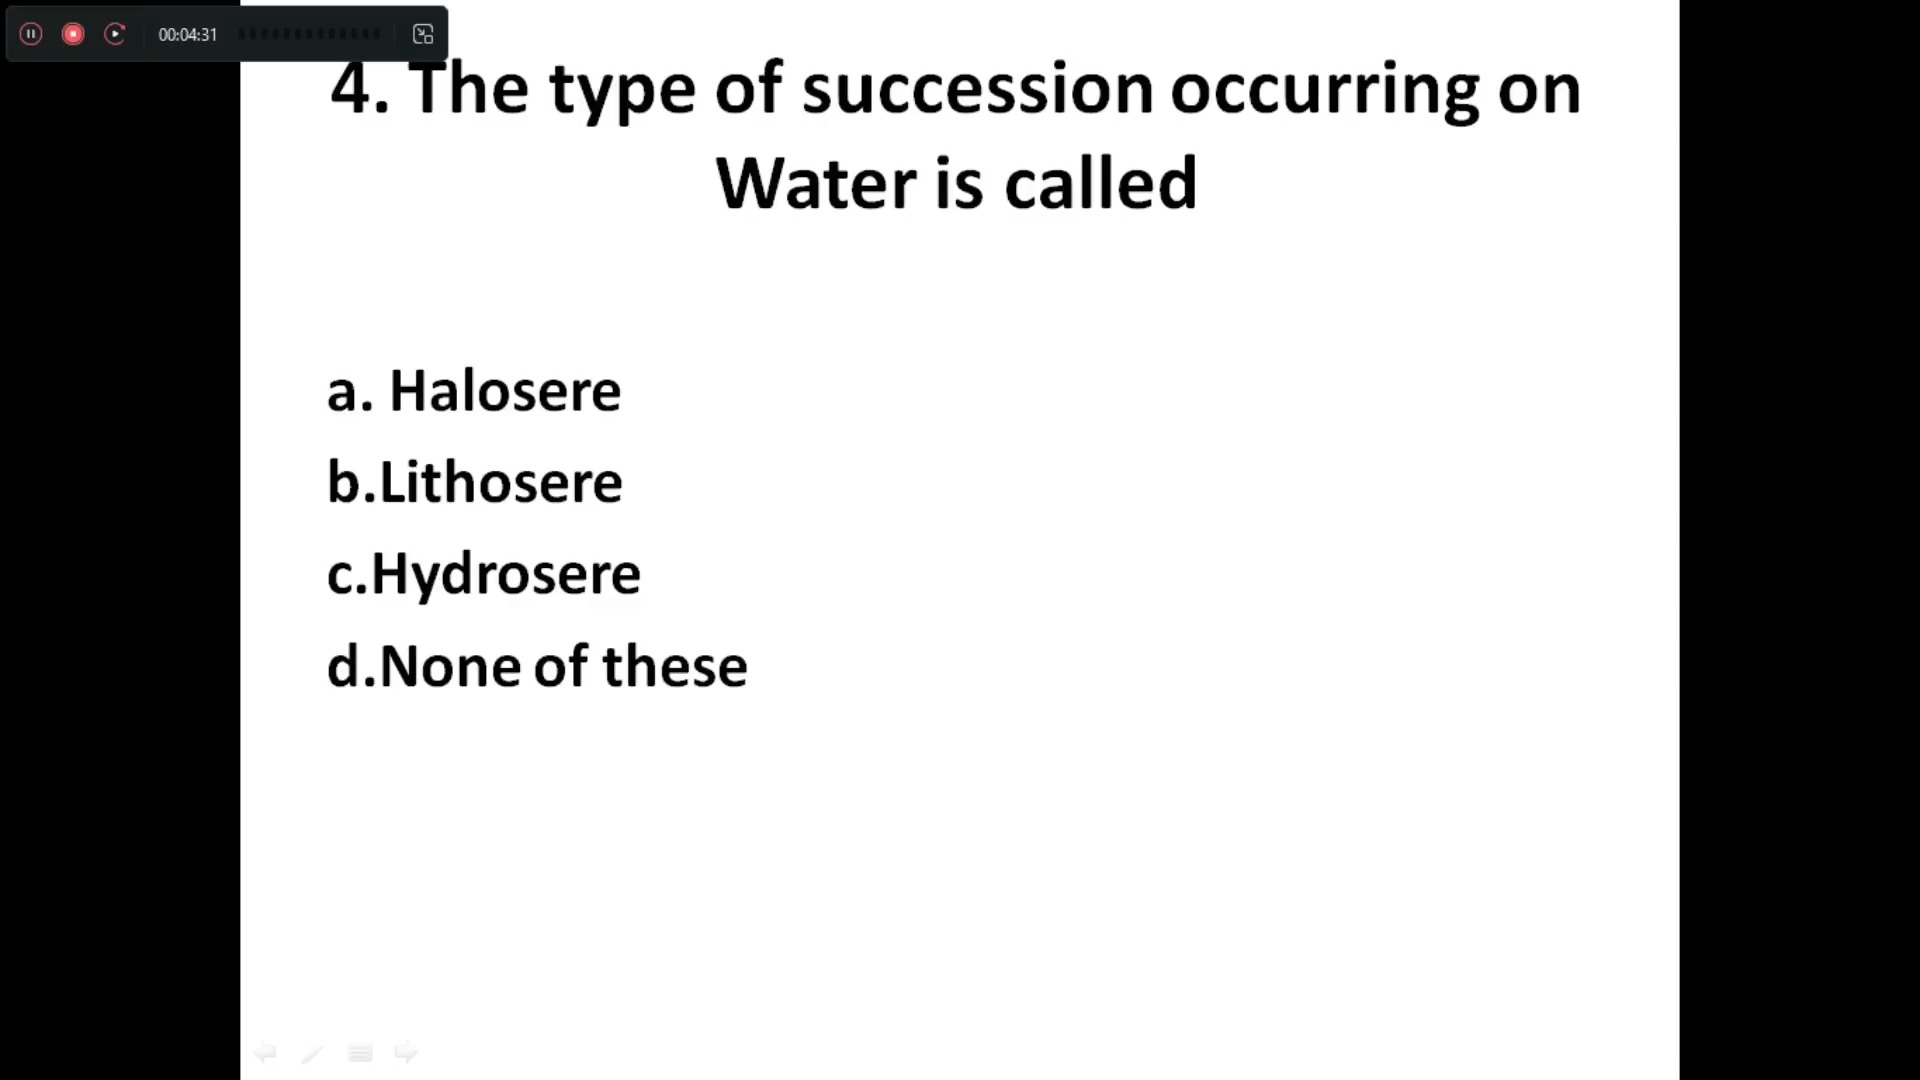 00:04:31
4. The type of succession occurring on
Water is called
a. Halosere
b.Lithosere
c.Hydrosere
d.None of these